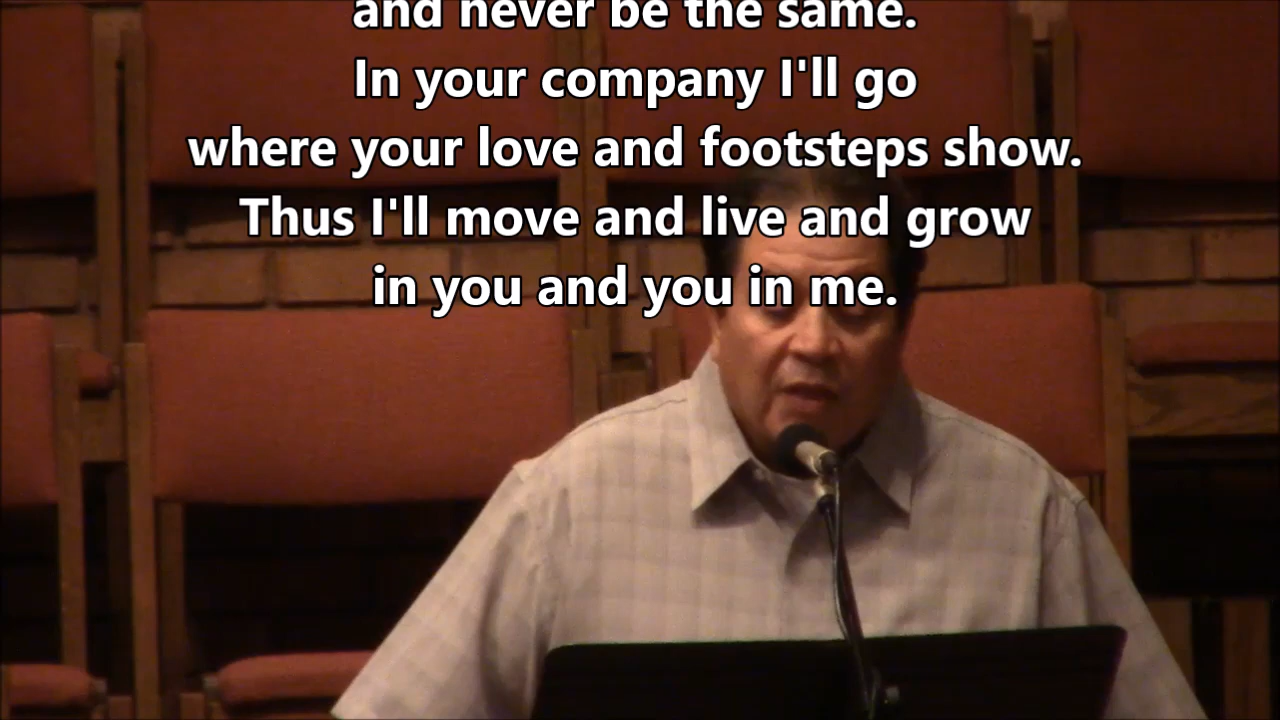 and never be the same.
In your company I'll go
where your love and footsteps show.
Thus I'll move and live and grow
in you and you in me.